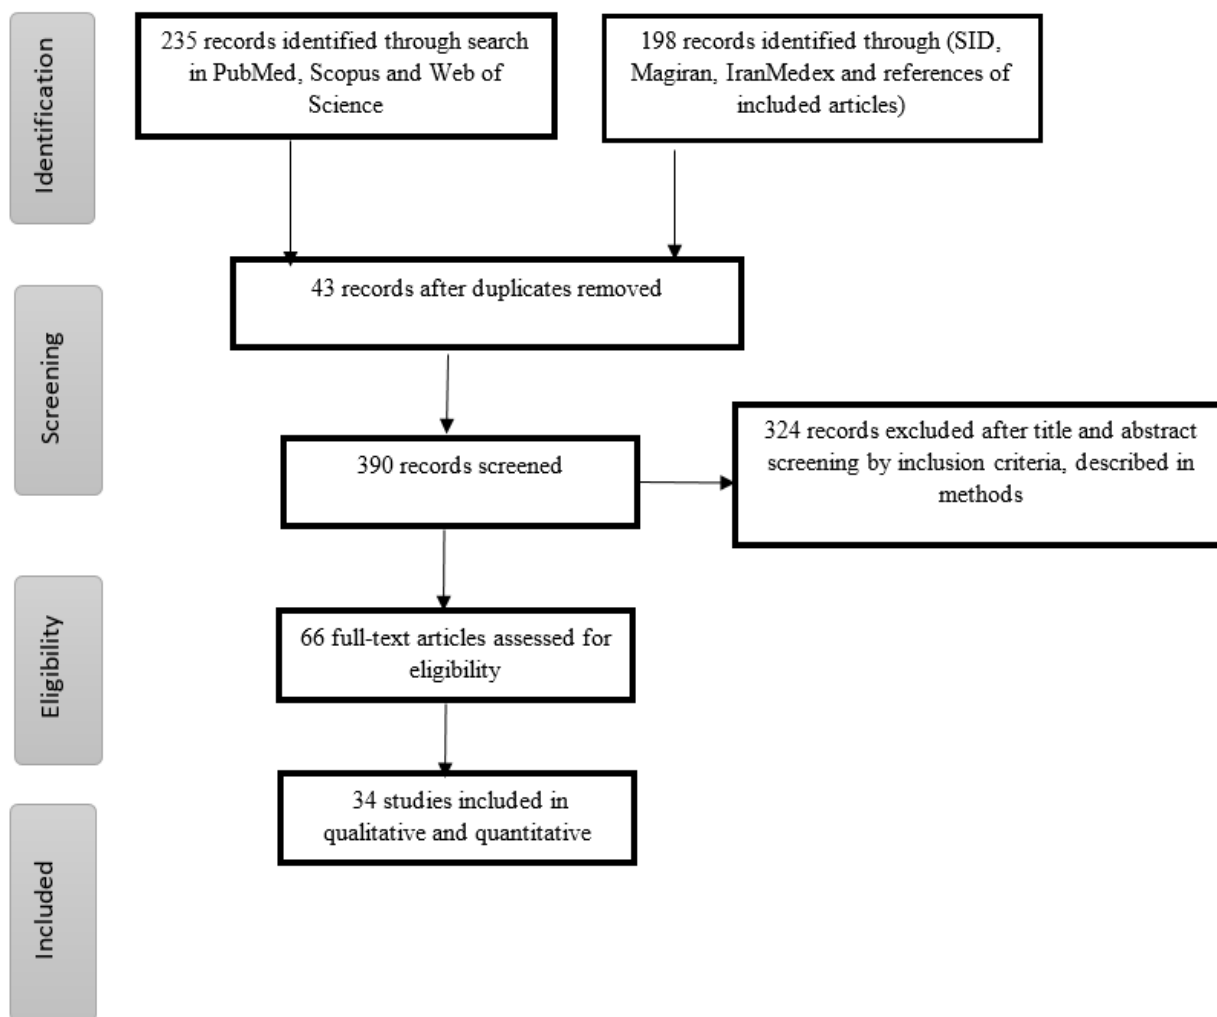 Identification
235 records identified through search
in PubMed, Scopus and Web of
Science
198 records identified through (SID,
Magiran, IranMedex and references of
included articles)
Screening
43 records after duplicates removed
390 records screened
324 records excluded after title and abstract
screening by inclusion criteria, described in
methods
Eligibility
66 full-text articles assessed for
eligibility
Included
34 studies included in
qualitative and quantitative